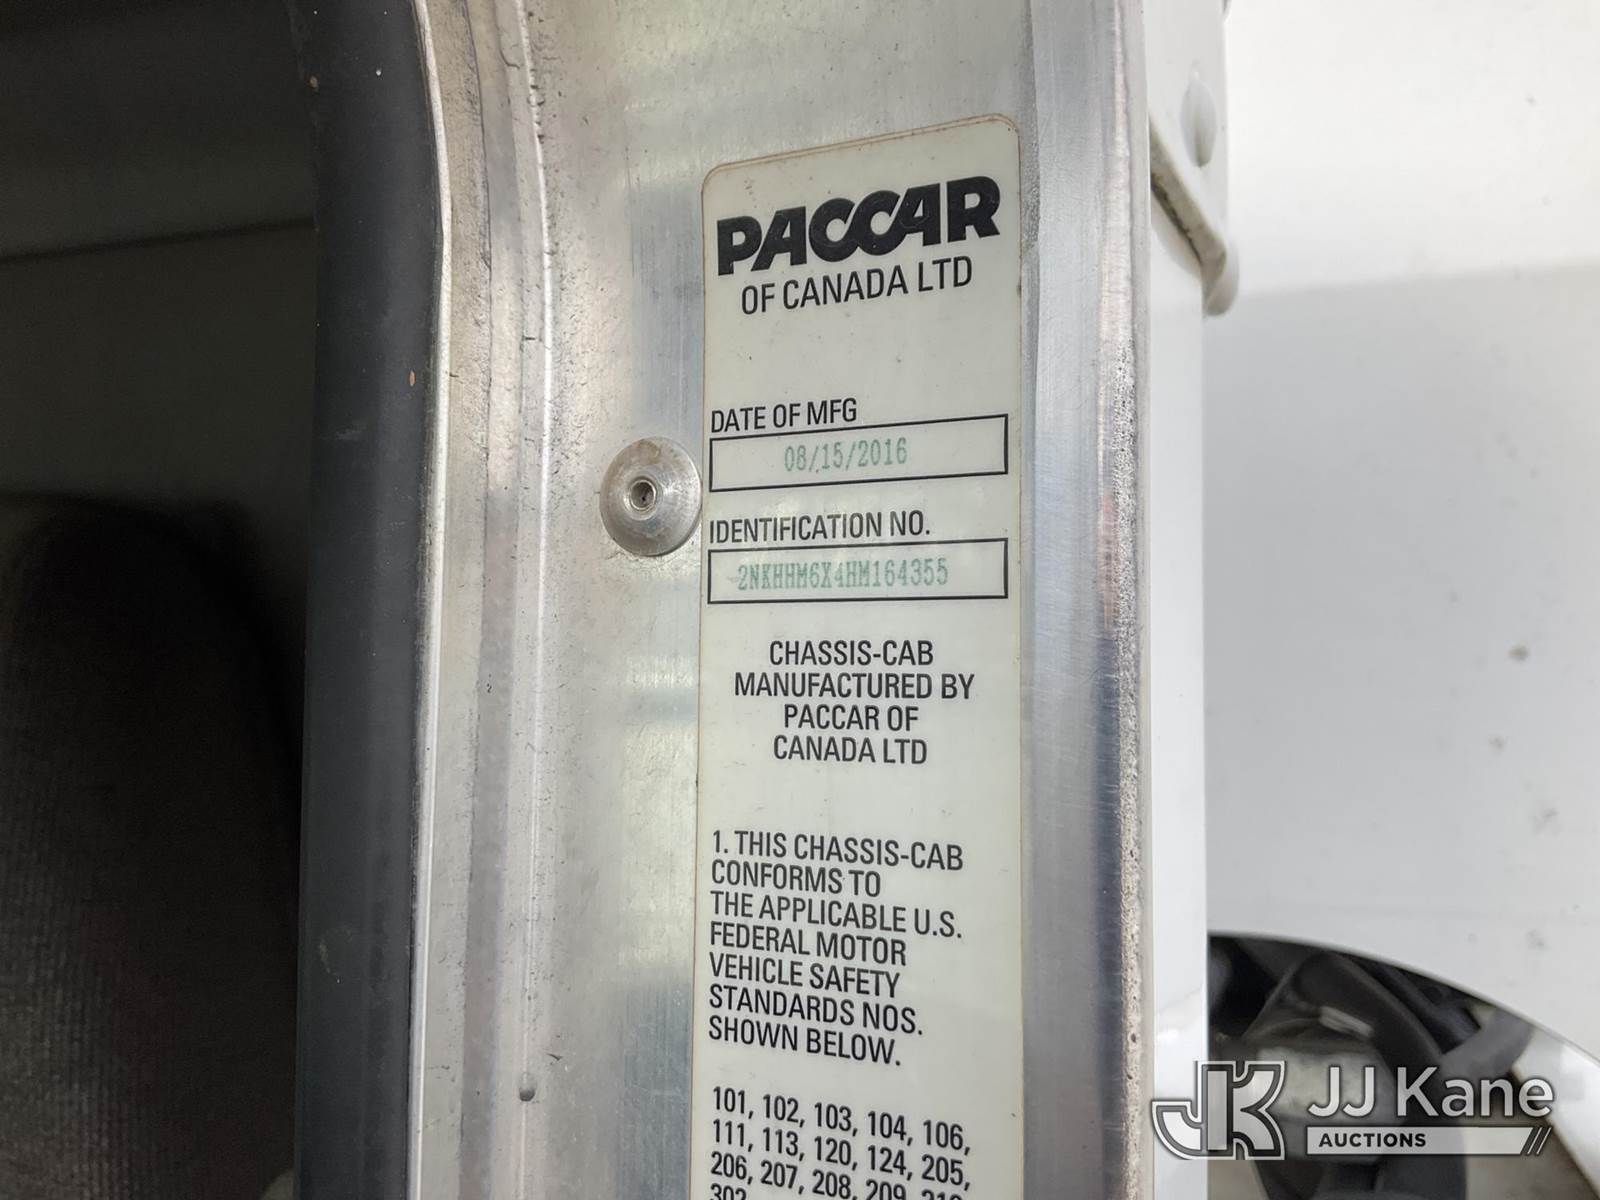 PACCAR
OF CANADA LTD
DATE OF MFG
08/15/2016
IDENTIFICATION NO.
2NKHHM6X4HM164355
CHASSIS-CAB
MANUFACTURED BY
PACCAR OF
CANADA LTD
1. THIS CHASSIS-CAB
CONFORMS TO
THE APPLICABLE U.S.
FEDERAL MOTOR
VEHICLE SAFETY
STANDARDS NOS.
SHOWN BELOW.
101, 102, 103, 104, 106,
111, 113, 120, 124, 205,
206, 207, 208, 209,
302
JK JJ Kane
AUCTIONS